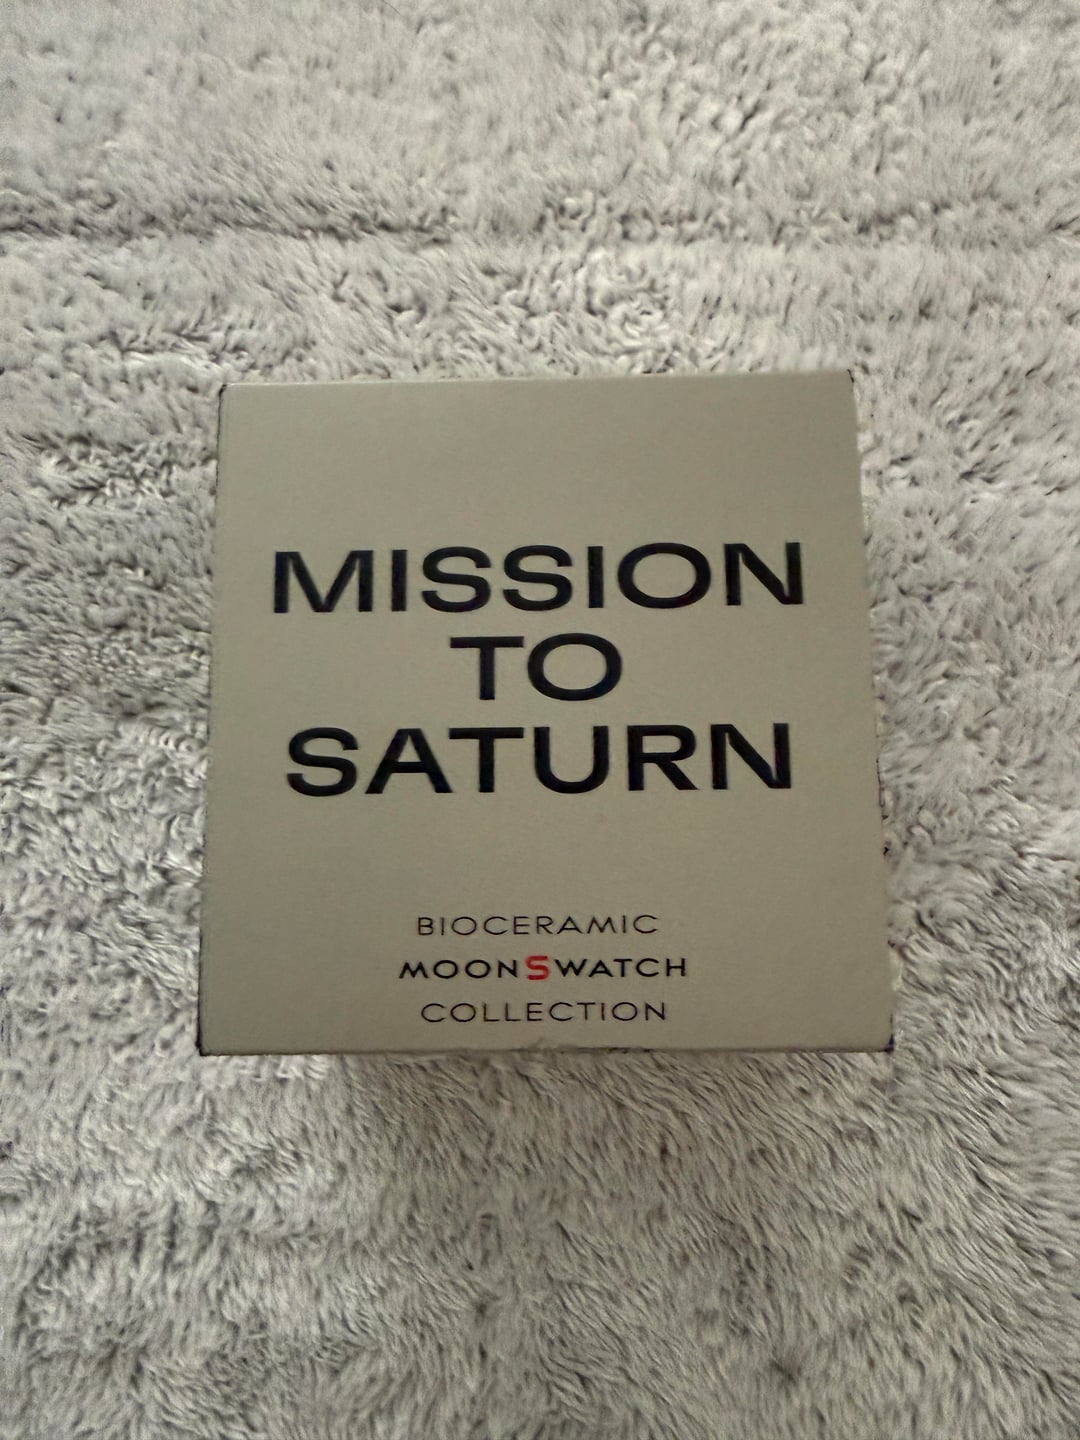 MISSION
TO
SATURN
BIOCERAMIC
MOONSWATCH
COLLECTION